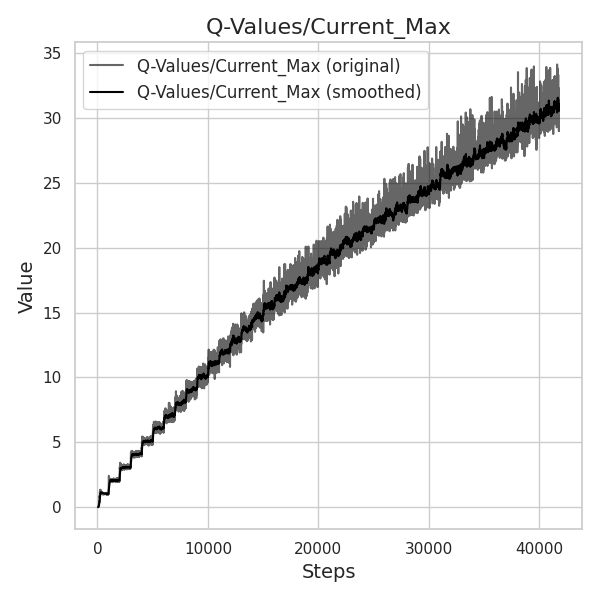 Q-Values/Current_Max
Q-Values/Current_Max (original)
Q-Values/Current_Max (smoothed)
35
30
25
20
15
10
5
0
Value
0 10000 20000 30000 40000
Steps